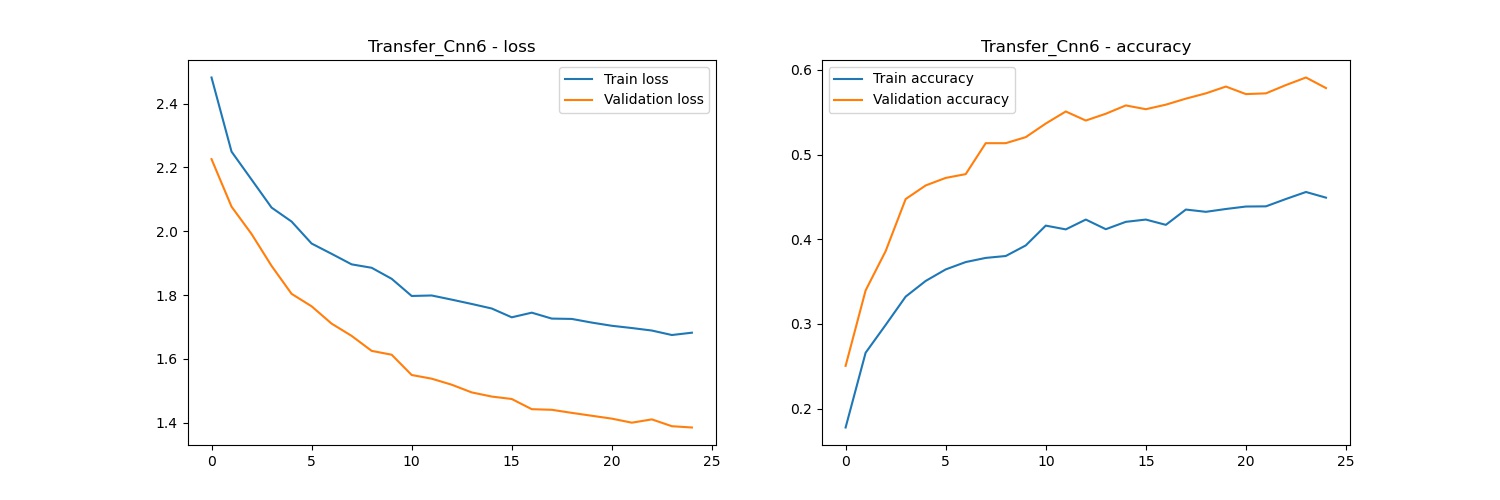 Transfer_Cnn6 - loss
Train loss
Validation loss
2.4
2.2
2.0
1.8
1.6
1.4
0 5 10 15 20 25
Transfer_Cnn6 - accuracy
Train accuracy
Validation accuracy
0.6
0.5
0.4
0.3
0.2
0 5 10 15 20 25